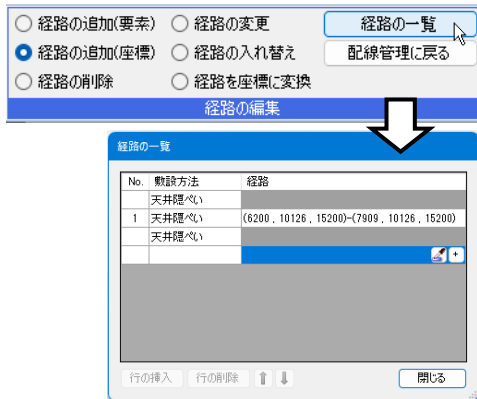 経路の追加(要素) 経路の変更 経路の一覧
経路の追加(座標) 経路の入れ替え 配線管理に戻る
経路の削除 経路を座標に変換
経路の編集
経路の一覧
No. 敷設方法 経路
天井隠ぺい
1 天井隠ぺい (6200 , 10126 , 15200)-(7909 , 10126 , 15200)
天井隠ぺい
+
行の挿入 行の削除 ⬆ ⬇ 閉じる